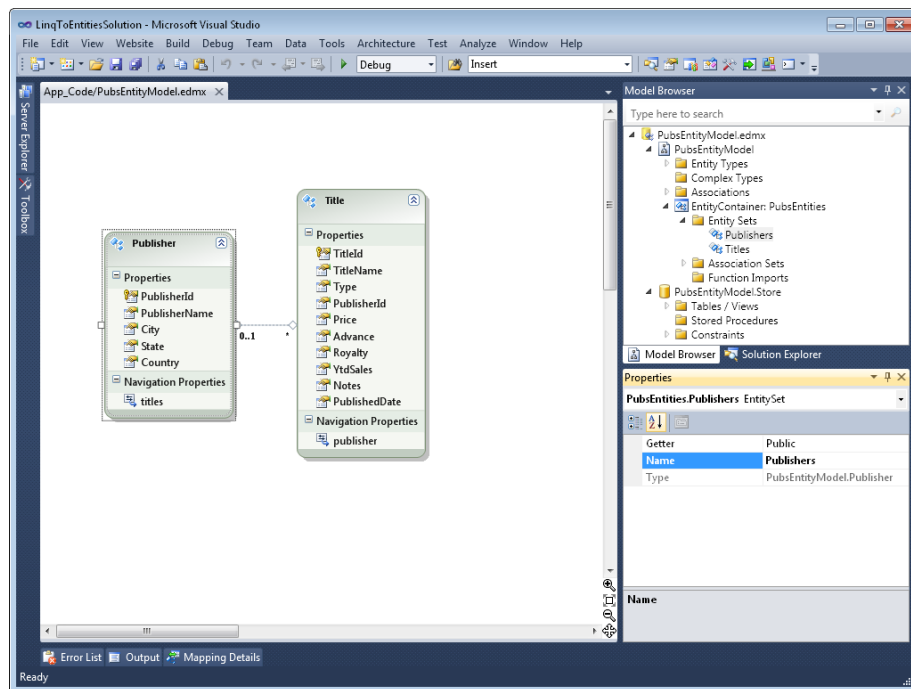 LinqToEntitiesSolution - Microsoft Visual Studio
File Edit View Website Build Debug Team Data Tools Architecture Test Analyze Window Help
Debug Insert
App_Code/PubsEntityModel.edmx
Server Explorer
Toolbox
Publisher
Properties
PublisherId
PublisherName
City
State
Country
Navigation Properties
titles
0..1 *
Title
Properties
TitleId
TitleName
Type
PublisherId
Price
Advance
Royalty
YtdSales
Notes
PublishedDate
Navigation Properties
publisher
Model Browser
Type here to search
PubsEntityModel.edmx
PubsEntityModel
Entity Types
Complex Types
Associations
EntityContainer: PubsEntities
Entity Sets
Publishers
Titles
Association Sets
Function Imports
PubsEntityModel.Store
Tables / Views
Stored Procedures
Constraints
Model Browser Solution Explorer
Properties
PubsEntities.Publishers EntitySet
Getter Public
Name Publishers
Type PubsEntityModel.Publisher
Name
Error List Output Mapping Details
Ready